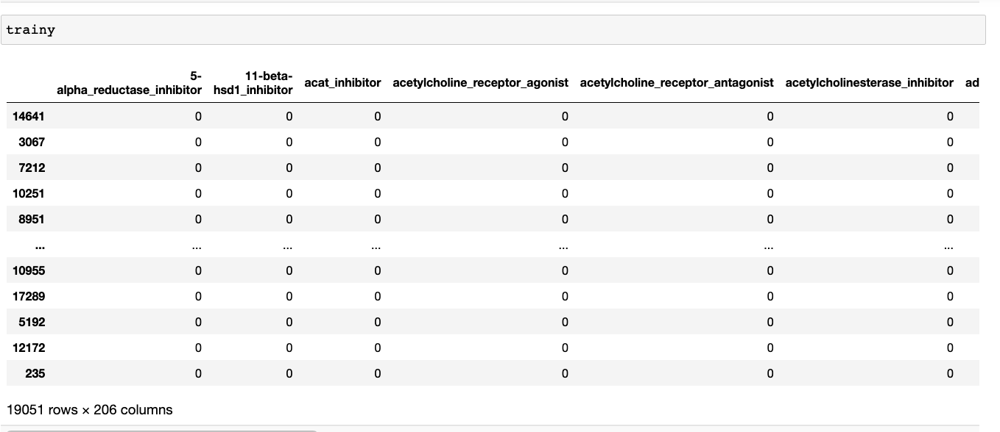 trainy
5- 11-beta-
alpha_reductase_inhibitor hsd1_inhibitor acat_inhibitor acetylcholine_receptor_agonist acetylcholine_receptor_antagonist acetylcholinesterase_inhibitor ad
14641 0 0 0 0 0 0
3067 0 0 0 0 0 0
7212 0 0 0 0 0 0
10251 0 0 0 0 0 0
8951 0 0 0 0 0 0
... ... ... ... ... ... ...
10955 0 0 0 0 0 0
17289 0 0 0 0 0 0
5192 0 0 0 0 0 0
12172 0 0 0 0 0 0
235 0 0 0 0 0 0
19051 rows × 206 columns